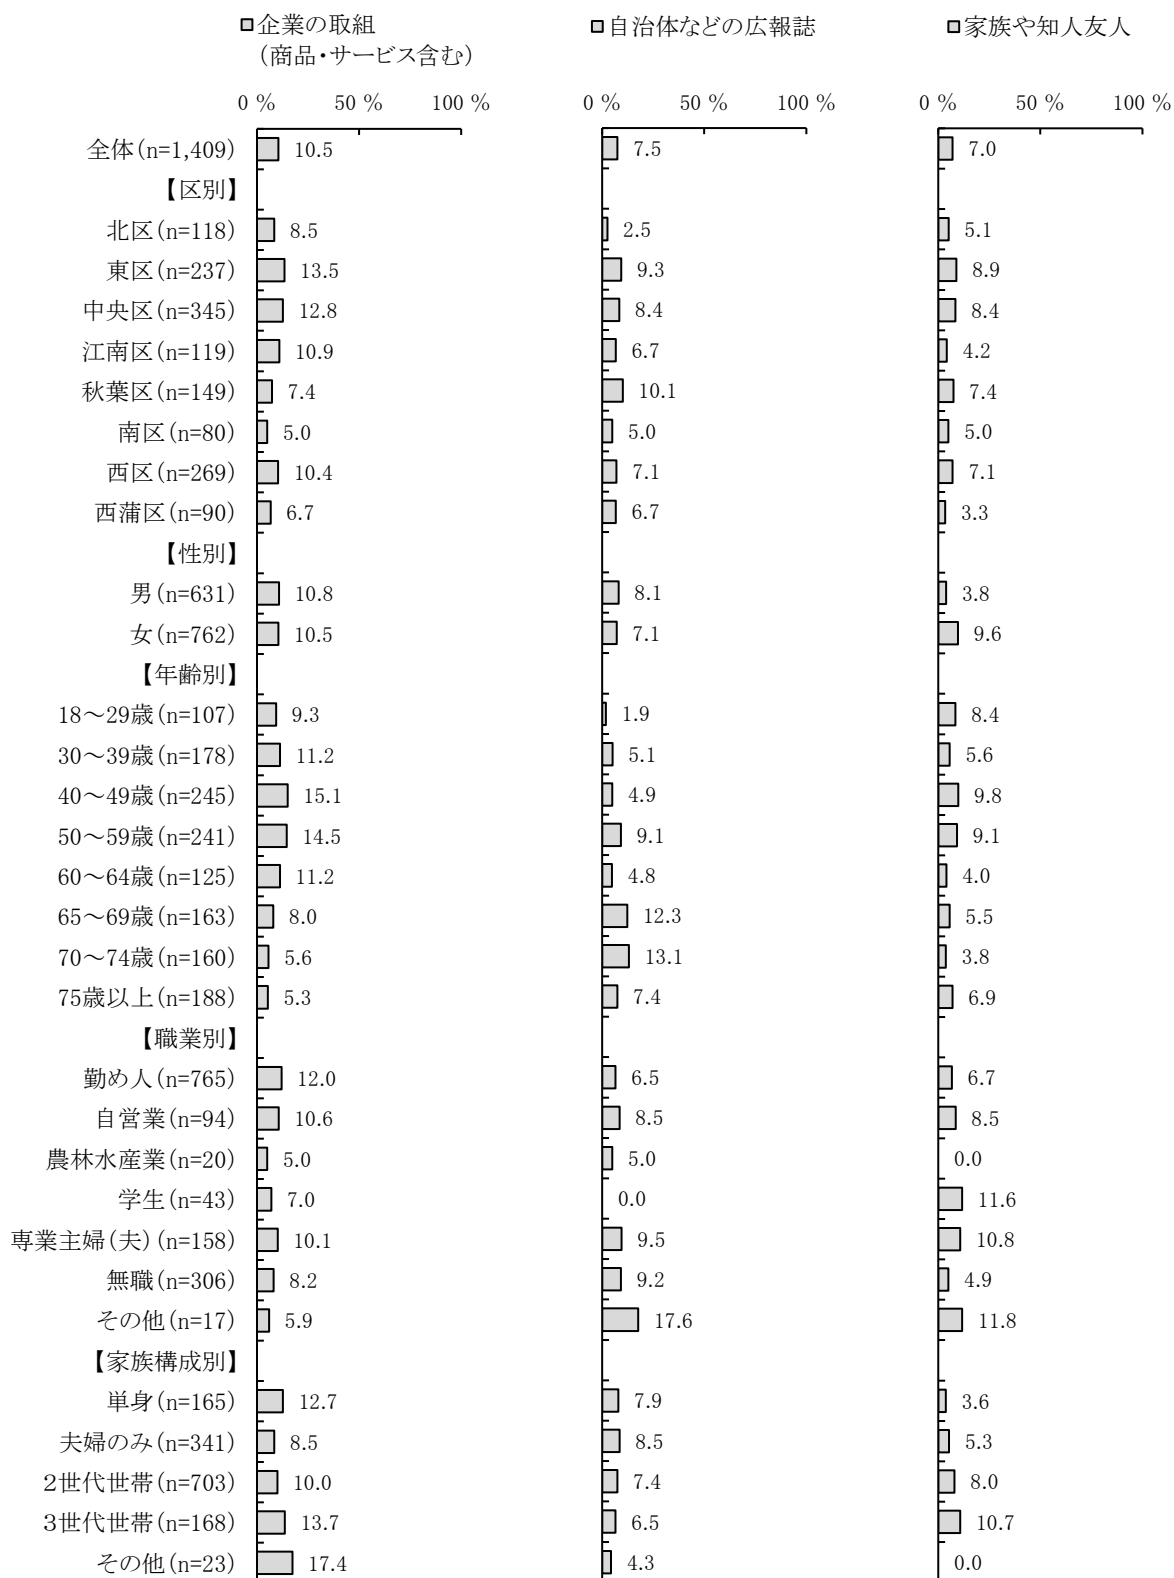 企業の取組 自治体などの広報誌 家族や知人友人
（商品・サービス含む）
0 % 50 % 100 % 0 % 50 % 100 % 0 % 50 % 100 %
全体(n=1,409) 10.5 7.5 7.0
【区別】
北区(n=118) 8.5 2.5 5.1
東区(n=237) 13.5 9.3 8.9
中央区(n=345) 12.8 8.4 8.4
江南区(n=119) 10.9 6.7 4.2
秋葉区(n=149) 7.4 10.1 7.4
南区(n=80) 5.0 5.0 5.0
西区(n=269) 10.4 7.1 7.1
西蒲区(n=90) 6.7 6.7 3.3
【性別】
男(n=631) 10.8 8.1 3.8
女(n=762) 10.5 7.1 9.6
【年齢別】
18～29歳(n=107) 9.3 1.9 8.4
30～39歳(n=178) 11.2 5.1 5.6
40～49歳(n=245) 15.1 4.9 9.8
50～59歳(n=241) 14.5 9.1 9.1
60～64歳(n=125) 11.2 4.8 4.0
65～69歳(n=163) 8.0 12.3 5.5
70～74歳(n=160) 5.6 13.1 3.8
75歳以上(n=188) 5.3 7.4 6.9
【職業別】
勤め人(n=765) 12.0 6.5 6.7
自営業(n=94) 10.6 8.5 8.5
農林水産業(n=20) 5.0 5.0 0.0
学生(n=43) 7.0 0.0 11.6
専業主婦(夫)(n=158) 10.1 9.5 10.8
無職(n=306) 8.2 9.2 4.9
その他(n=17) 5.9 17.6 11.8
【家族構成別】
単身(n=165) 12.7 7.9 3.6
夫婦のみ(n=341) 8.5 8.5 5.3
2世代世帯(n=703) 10.0 7.4 8.0
3世代世帯(n=168) 13.7 6.5 10.7
その他(n=23) 17.4 4.3 0.0